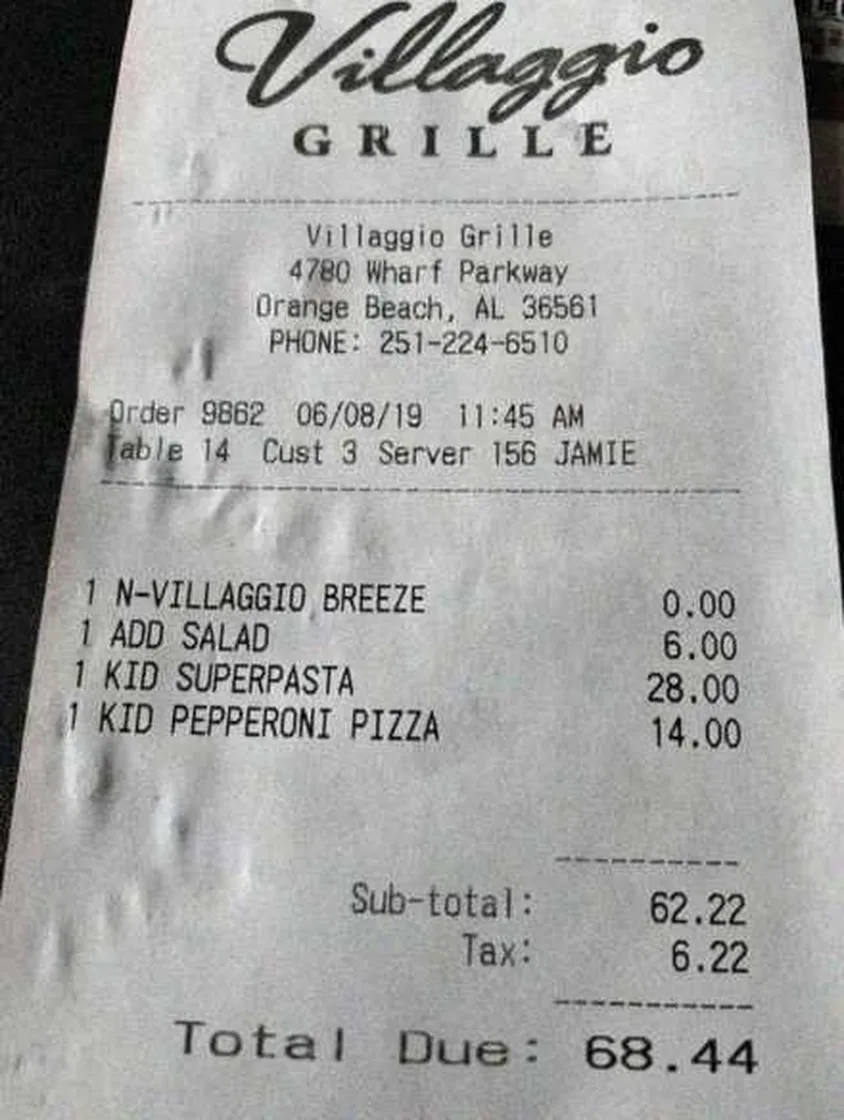 Villaggio
GRILLE
Villaggio Grille
4780 Wharf Parkway
Orange Beach, AL 36561
PHONE: 251-224-6510
Order 9862 06/08/19 11:45 AM
Table 14 Cust 3 Server 156 JAMIE
1 N-VILLAGGIO BREEZE 0.00
1 ADD SALAD 6.00
1 KID SUPERPASTA 28.00
1 KID PEPPERONI PIZZA 14.00
Sub-total: 62.22
Tax: 6.22
Total Due: 68.44